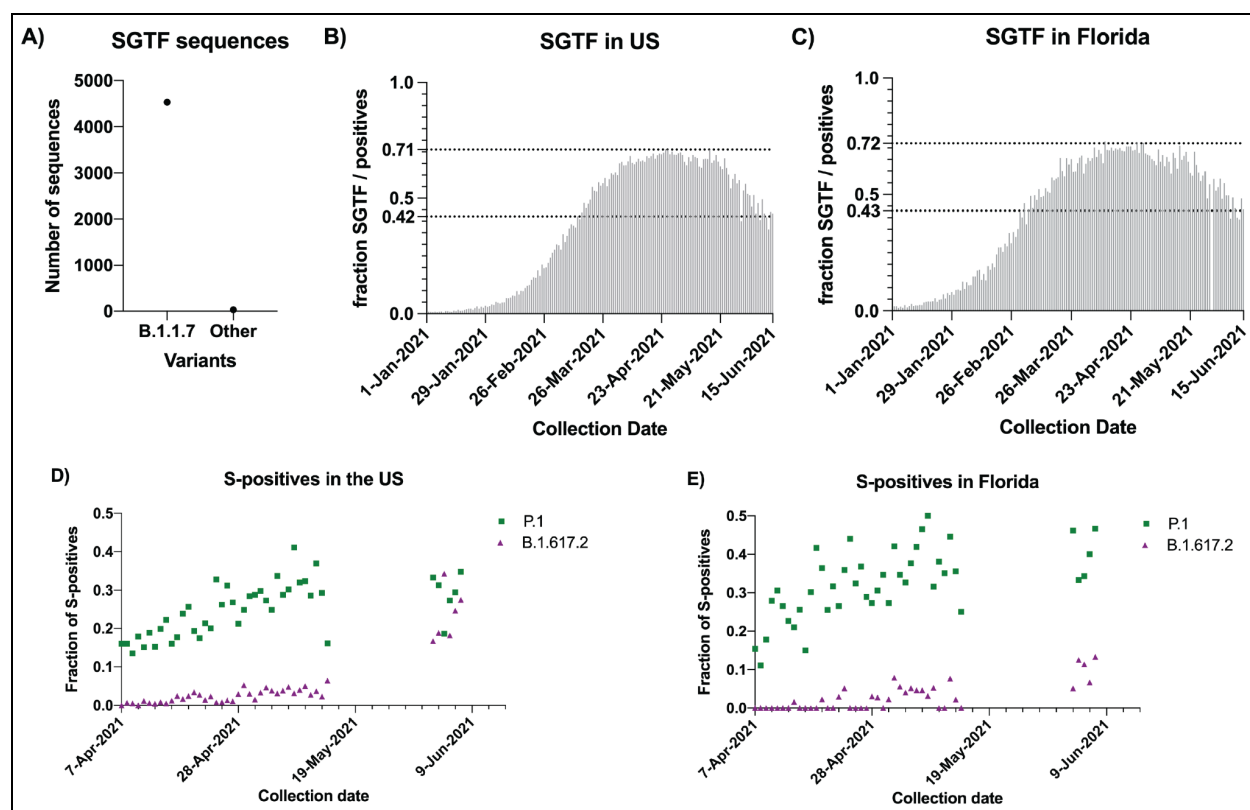 A)
SGTF sequences
Number of sequences
5000
4000
3000
2000
1000
0
B.1.1.7 Other
Variants
B)
SGTF in US
fraction SGTF / positives
1.0
0.71
0.5
0.42
0.0
1-Jan-2021
29-Jan-2021
26-Feb-2021
26-Mar-2021
23-Apr-2021
21-May-2021
15-Jun-2021
Collection Date
C)
SGTF in Florida
fraction SGTF / positives
1.0
0.72
0.5
0.43
0.0
1-Jan-2021
29-Jan-2021
26-Feb-2021
26-Mar-2021
23-Apr-2021
21-May-2021
15-Jun-2021
Collection Date
D)
S-positives in the US
Fraction of S-positives
0.5
0.4
0.3
0.2
0.1
0.0
7-Apr-2021
28-Apr-2021
19-May-2021
9-Jun-2021
Collection date
P.1
B.1.617.2
E)
S-positives in Florida
Fraction of S-positives
0.5
0.4
0.3
0.2
0.1
0.0
7-Apr-2021
28-Apr-2021
19-May-2021
9-Jun-2021
Collection date
P.1
B.1.617.2